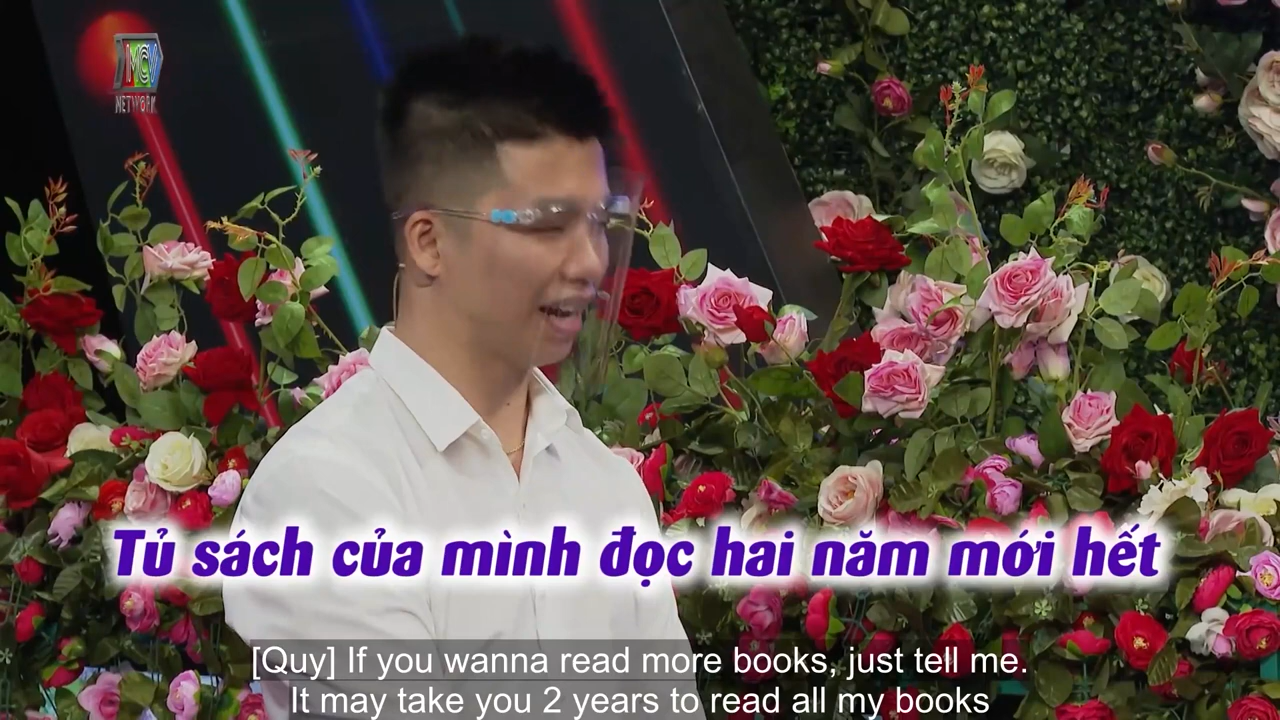 MCV
NETWORK
Tủ sách của mình đọc hai năm mới hết
[Quy] If you wanna read more books, just tell me.
It may take you 2 years to read all my books